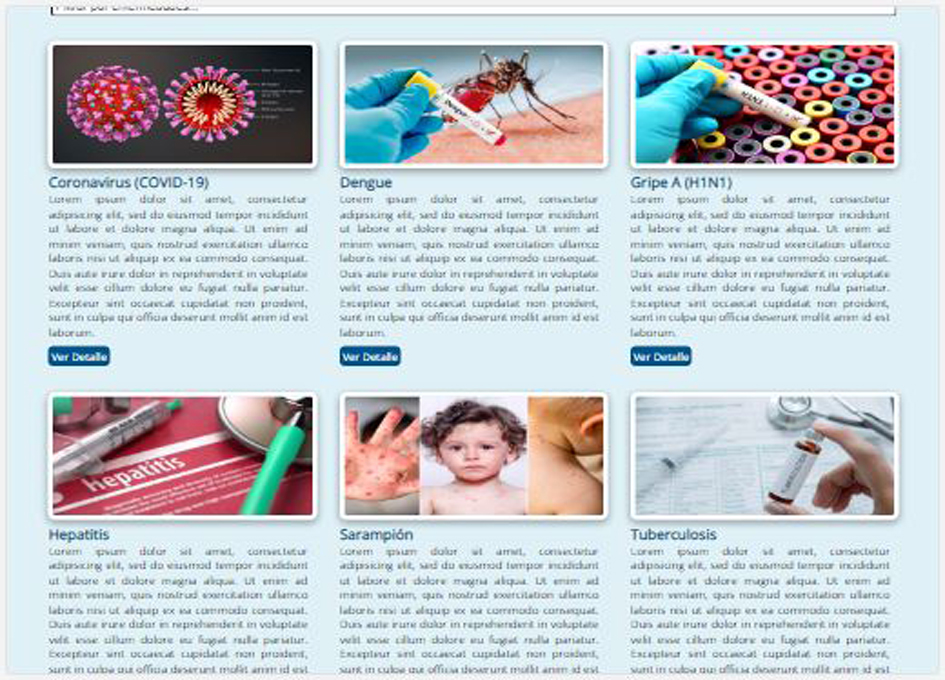 Coronavirus (COVID-19)
Lorem ipsum dolor sit amet, consectetur
adipisicing elit, sed do eiusmod tempor incididunt
ut labore et dolore magna aliqua. Ut enim ad
minim veniam, quis nostrud exercitation ullamco
laboris nisi ut aliquip ex ea commodo consequat.
Duis aute irure dolor in reprehenderit in voluptate
velit esse cillum dolore eu fugiat nulla pariatur.
Excepteur sint occaecat cupidatat non proident,
sunt in culpa qui officia deserunt mollit anim id est
laborum.
Ver Detalle
Dengue
Dengue
Lorem ipsum dolor sit amet, consectetur
adipisicing elit, sed do eiusmod tempor incididunt
ut labore et dolore magna aliqua. Ut enim ad
minim veniam, quis nostrud exercitation ullamco
laboris nisi ut aliquip ex ea commodo consequat.
Duis aute irure dolor in reprehenderit in voluptate
velit esse cillum dolore eu fugiat nulla pariatur.
Excepteur sint occaecat cupidatat non proident,
sunt in culpa qui officia deserunt mollit anim id est
laborum.
Ver Detalle
H1N1
Gripe A (H1N1)
Lorem ipsum dolor sit amet, consectetur
adipisicing elit, sed do eiusmod tempor incididunt
ut labore et dolore magna aliqua. Ut enim ad
minim veniam, quis nostrud exercitation ullamco
laboris nisi ut aliquip ex ea commodo consequat.
Duis aute irure dolor in reprehenderit in voluptate
velit esse cillum dolore eu fugiat nulla pariatur.
Excepteur sint occaecat cupidatat non proident,
sunt in culpa qui officia deserunt mollit anim id est
laborum.
Ver Detalle
hepatitis
Hepatitis
Lorem ipsum dolor sit amet, consectetur
adipisicing elit, sed do eiusmod tempor incididunt
ut labore et dolore magna aliqua. Ut enim ad
minim veniam, quis nostrud exercitation ullamco
laboris nisi ut aliquip ex ea commodo consequat.
Duis aute irure dolor in reprehenderit in voluptate
velit esse cillum dolore eu fugiat nulla pariatur.
Excepteur sint occaecat cupidatat non proident,
sunt in culpa qui officia deserunt mollit anim id est
Sarampión
Lorem ipsum dolor sit amet, consectetur
adipisicing elit, sed do eiusmod tempor incididunt
ut labore et dolore magna aliqua. Ut enim ad
minim veniam, quis nostrud exercitation ullamco
laboris nisi ut aliquip ex ea commodo consequat.
Duis aute irure dolor in reprehenderit in voluptate
velit esse cillum dolore eu fugiat nulla pariatur.
Excepteur sint occaecat cupidatat non proident,
sunt in culpa qui officia deserunt mollit anim id est
Tuberculosis
Lorem ipsum dolor sit amet, consectetur
adipisicing elit, sed do eiusmod tempor incididunt
ut labore et dolore magna aliqua. Ut enim ad
minim veniam, quis nostrud exercitation ullamco
laboris nisi ut aliquip ex ea commodo consequat.
Duis aute irure dolor in reprehenderit in voluptate
velit esse cillum dolore eu fugiat nulla pariatur.
Excepteur sint occaecat cupidatat non proident,
sunt in culpa qui officia deserunt mollit anim id est